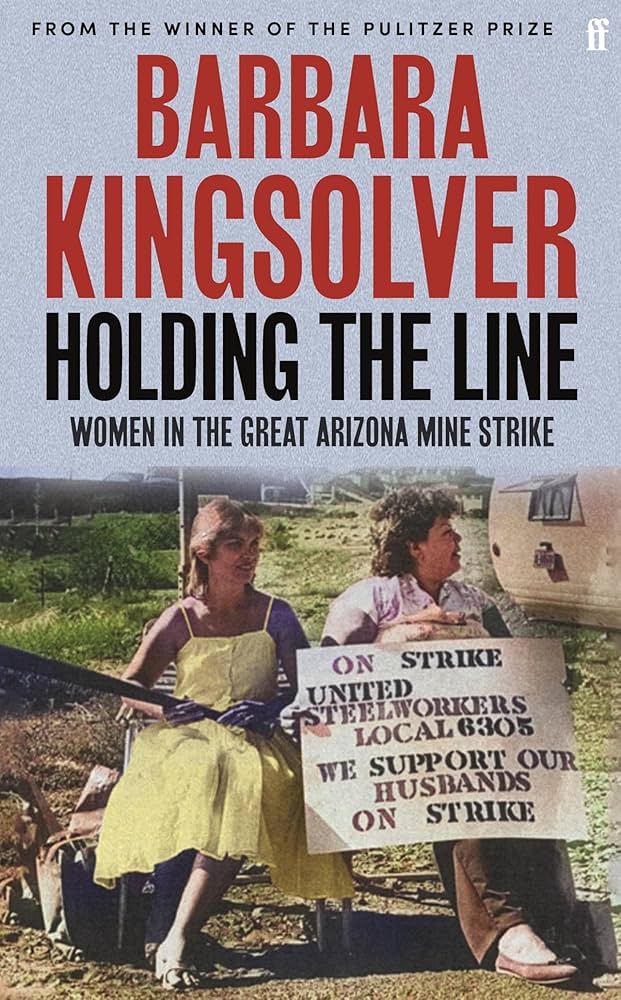 FROM THE WINNER OF THE PULITZER PRIZE
ff
BARBARA
KINGSOLVER
HOLDING THE LINE
WOMEN IN THE GREAT ARIZONA MINE STRIKE
ON STRIKE
UNITED
STEELWORKERS
LOCAL 6305
WE SUPPORT OUR
HUSBANDS
ON STRIKE